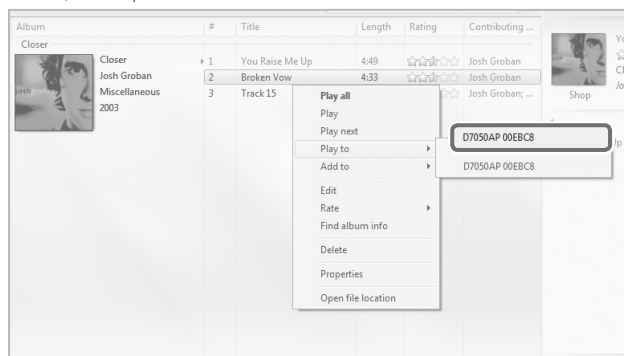 Album # Title Length Rating Contributing ...
Closer
Closer 1 You Raise Me Up 4:49 Josh Groban
Josh Groban 2 Broken Vow 4:33 Josh Groban
Miscellaneous 3 Track 15 Josh Groban; ...
2003
josh groban
Shop
Play all
Play
Play next
Play to
Add to
Edit
Rate
Find album info
Delete
Properties
Open file location
D7050AP 00EBC8
D7050AP 00EBC8